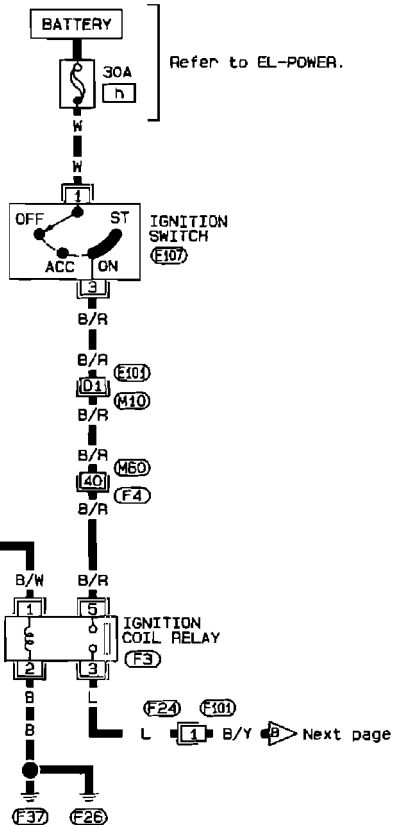 BATTERY
30A
h
Refer to EL-POWER.
W
W
1
OFF
ST
ACC
ON
IGNITION
SWITCH
E107
3
B/R
B/R
E101
D1
M10
B/R
B/R
M60
40
F4
B/R
B/W
B/R
1
5
IGNITION
COIL RELAY
F3
2
3
B
L
F24
F101
B
L
1
B/Y
B
Next page
F37
F26